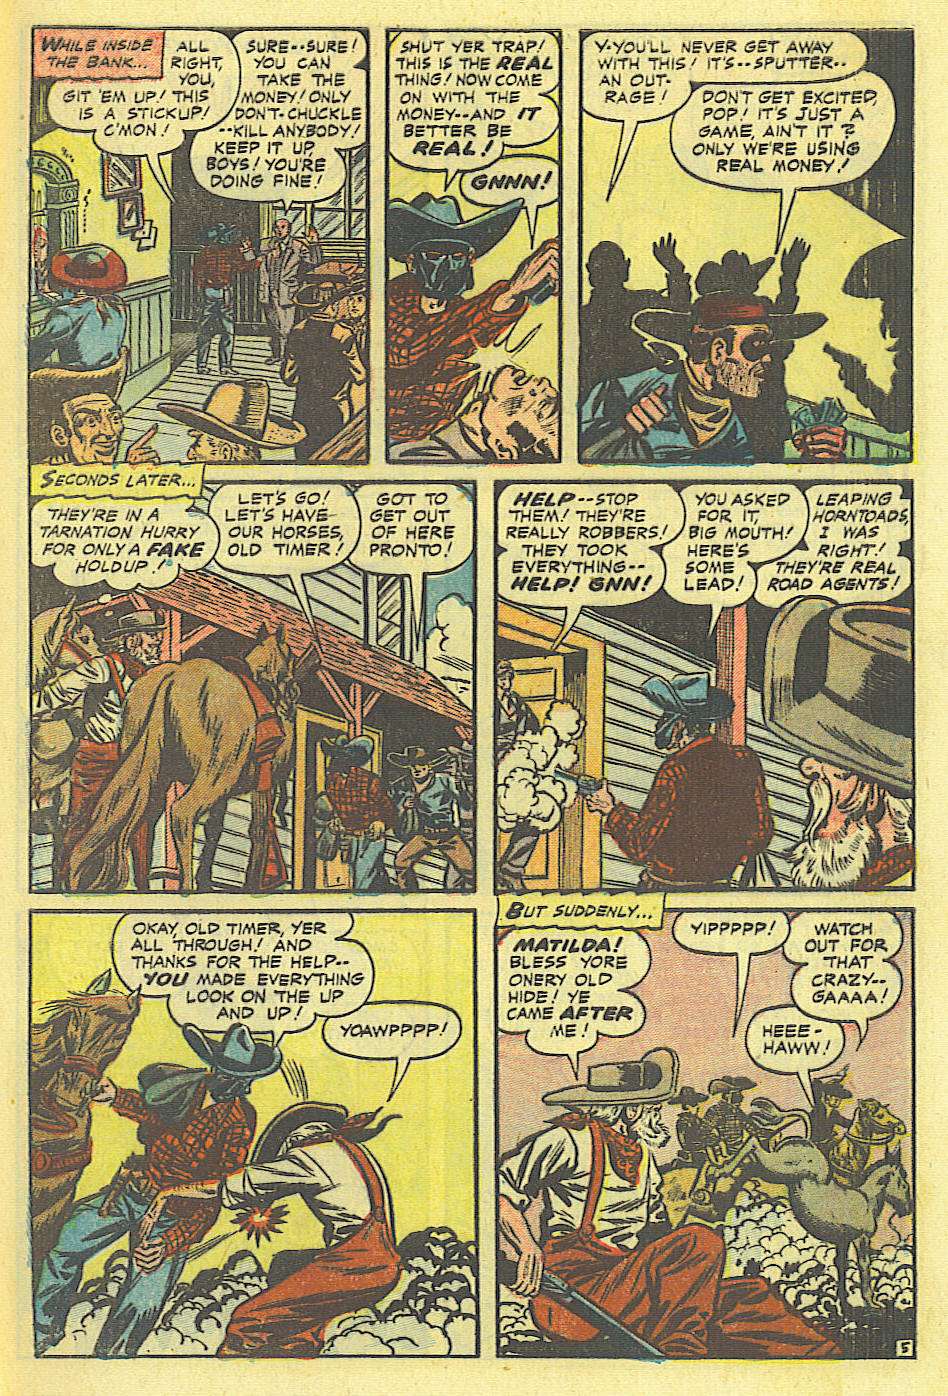 WHILE INSIDE
THE BANK...
ALL
RIGHT,
YOU,
GIT 'EM UP! THIS
IS A STICKUP!
C'MON!
SURE--SURE!
YOU CAN
TAKE THE
MONEY! ONLY
DON'T-CHUCKLE
--KILL ANYBODY!
KEEP IT UP,
BOYS! YOU'RE
DOING FINE!
SHUT YER TRAP!
THIS IS THE REAL
THING! NOW COME
ON WITH THE
MONEY--AND IT
BETTER BE
REAL!
GNNN!
Y-YOU'LL NEVER GET AWAY
WITH THIS! IT'S--SPUTTER--
AN OUT-
RAGE!
DON'T GET EXCITED,
POP! IT'S JUST A
GAME, AIN'T IT?
ONLY WE'RE USING
REAL MONEY!
SECONDS LATER...
THEY'RE IN A
TARNATION HURRY
FOR ONLY A FAKE
HOLDUP!
LET'S GO!
LET'S HAVE
OUR HORSES,
OLD TIMER!
GOT TO
GET OUT
OF HERE
PRONTO!
HELP--STOP
THEM! THEY'RE
REALLY ROBBERS!
THEY TOOK
EVERYTHING--
HELP! GNN!
YOU ASKED
FOR IT,
BIG MOUTH!
HERE'S
SOME
LEAD!
LEAPING
HORNTOADS,
I WAS
RIGHT!
THEY'RE REAL
ROAD AGENTS!
OKAY, OLD TIMER, YER
ALL THROUGH! AND
THANKS FOR THE HELP--
YOU MADE EVERYTHING
LOOK ON THE UP
AND UP!
YOAWPPPP!
BUT SUDDENLY...
MATILDA!
BLESS YORE
ONERY OLD
HIDE! YE
CAME AFTER
ME!
YIPPPPP!
WATCH
OUT FOR
THAT
CRAZY--
GAAAA!
HEEE-
HAWW!
5